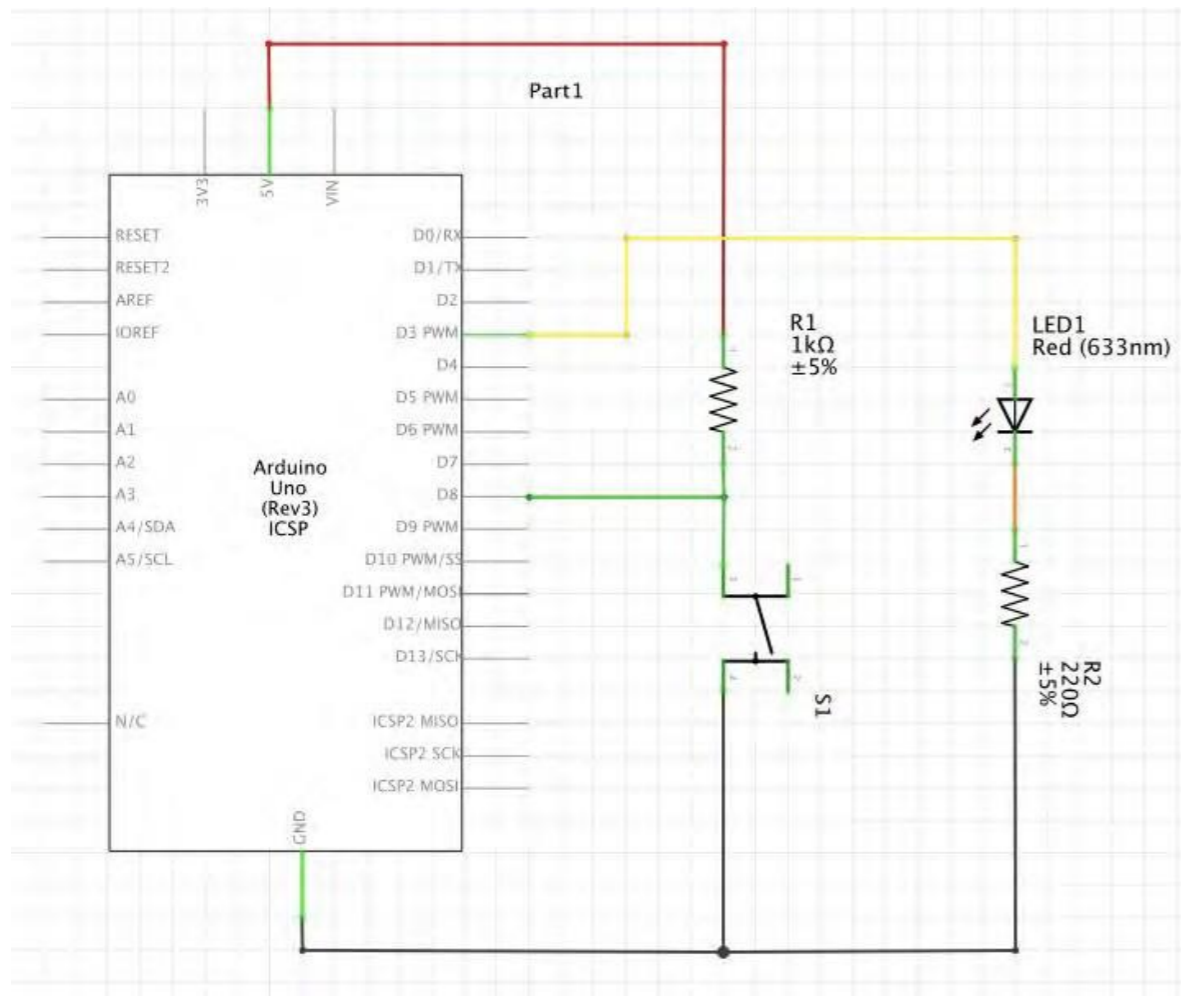 Part1
3V3
5V
VIN
RESET
RESET2
AREF
IOREF
A0
A1
A2
A3
A4/SDA
A5/SCL
N/C
Arduino
Uno
(Rev3)
ICSP
D0/RX
D1/TX
D2
D3 PWM
D4
D5 PWM
D6 PWM
D7
D8
D9 PWM
D10 PWM/SS
D11 PWM/MOSI
D12/MISO
D13/SCK
ICSP2 MISO
ICSP2 SCK
ICSP2 MOSI
GND
R1
1kΩ
±5%
LED1
Red (633nm)
S1
R2
220Ω
±5%